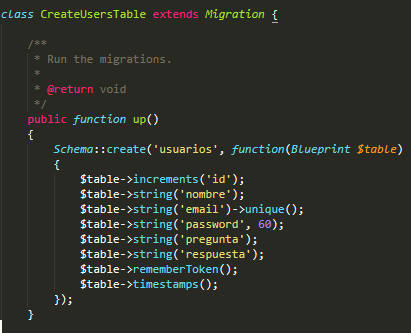 class CreateUsersTable extends Migration {
/**
* Run the migrations.
*
* @return void
*/
public function up()
{
Schema::create('usuarios', function(Blueprint $table)
{
$table->increments('id');
$table->string('nombre');
$table->string('email')->unique();
$table->string('password', 60);
$table->string('pregunta');
$table->string('respuesta');
$table->rememberToken();
$table->timestamps();
});
}